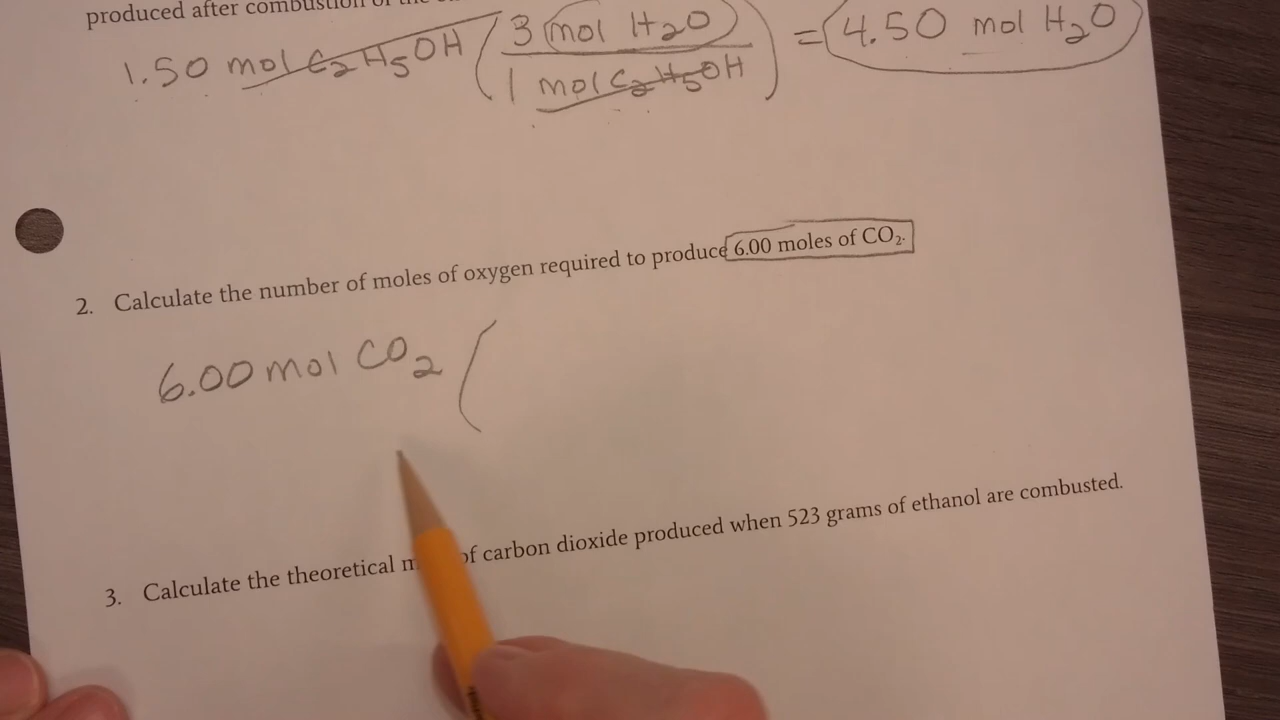 produced after combustion of the
1.50 mol C₂H₅OH ( 3 mol H₂O / 1 mol C₂H₅OH ) = 4.50 mol H₂O
2. Calculate the number of moles of oxygen required to produce 6.00 moles of CO₂.
6.00 mol CO₂ (
3. Calculate the theoretical of carbon dioxide produced when 523 grams of ethanol are combusted.